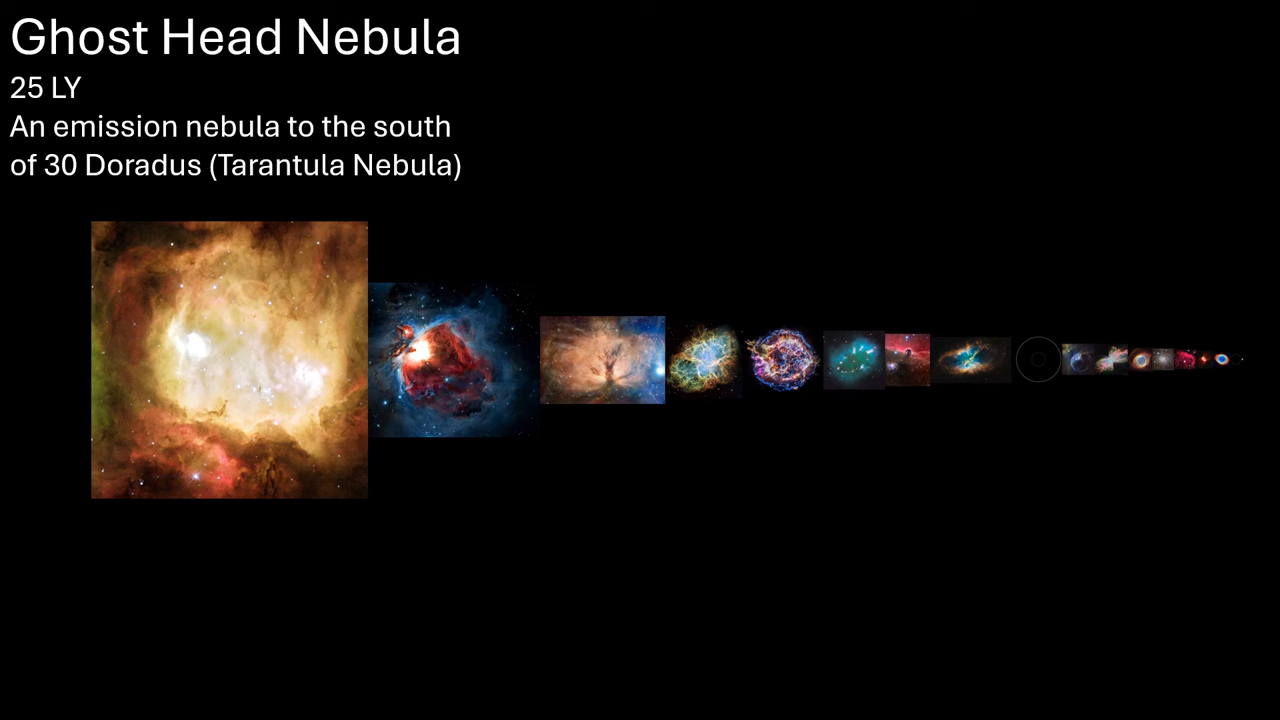 Ghost Head Nebula
25 LY
An emission nebula to the south
of 30 Doradus (Tarantula Nebula)